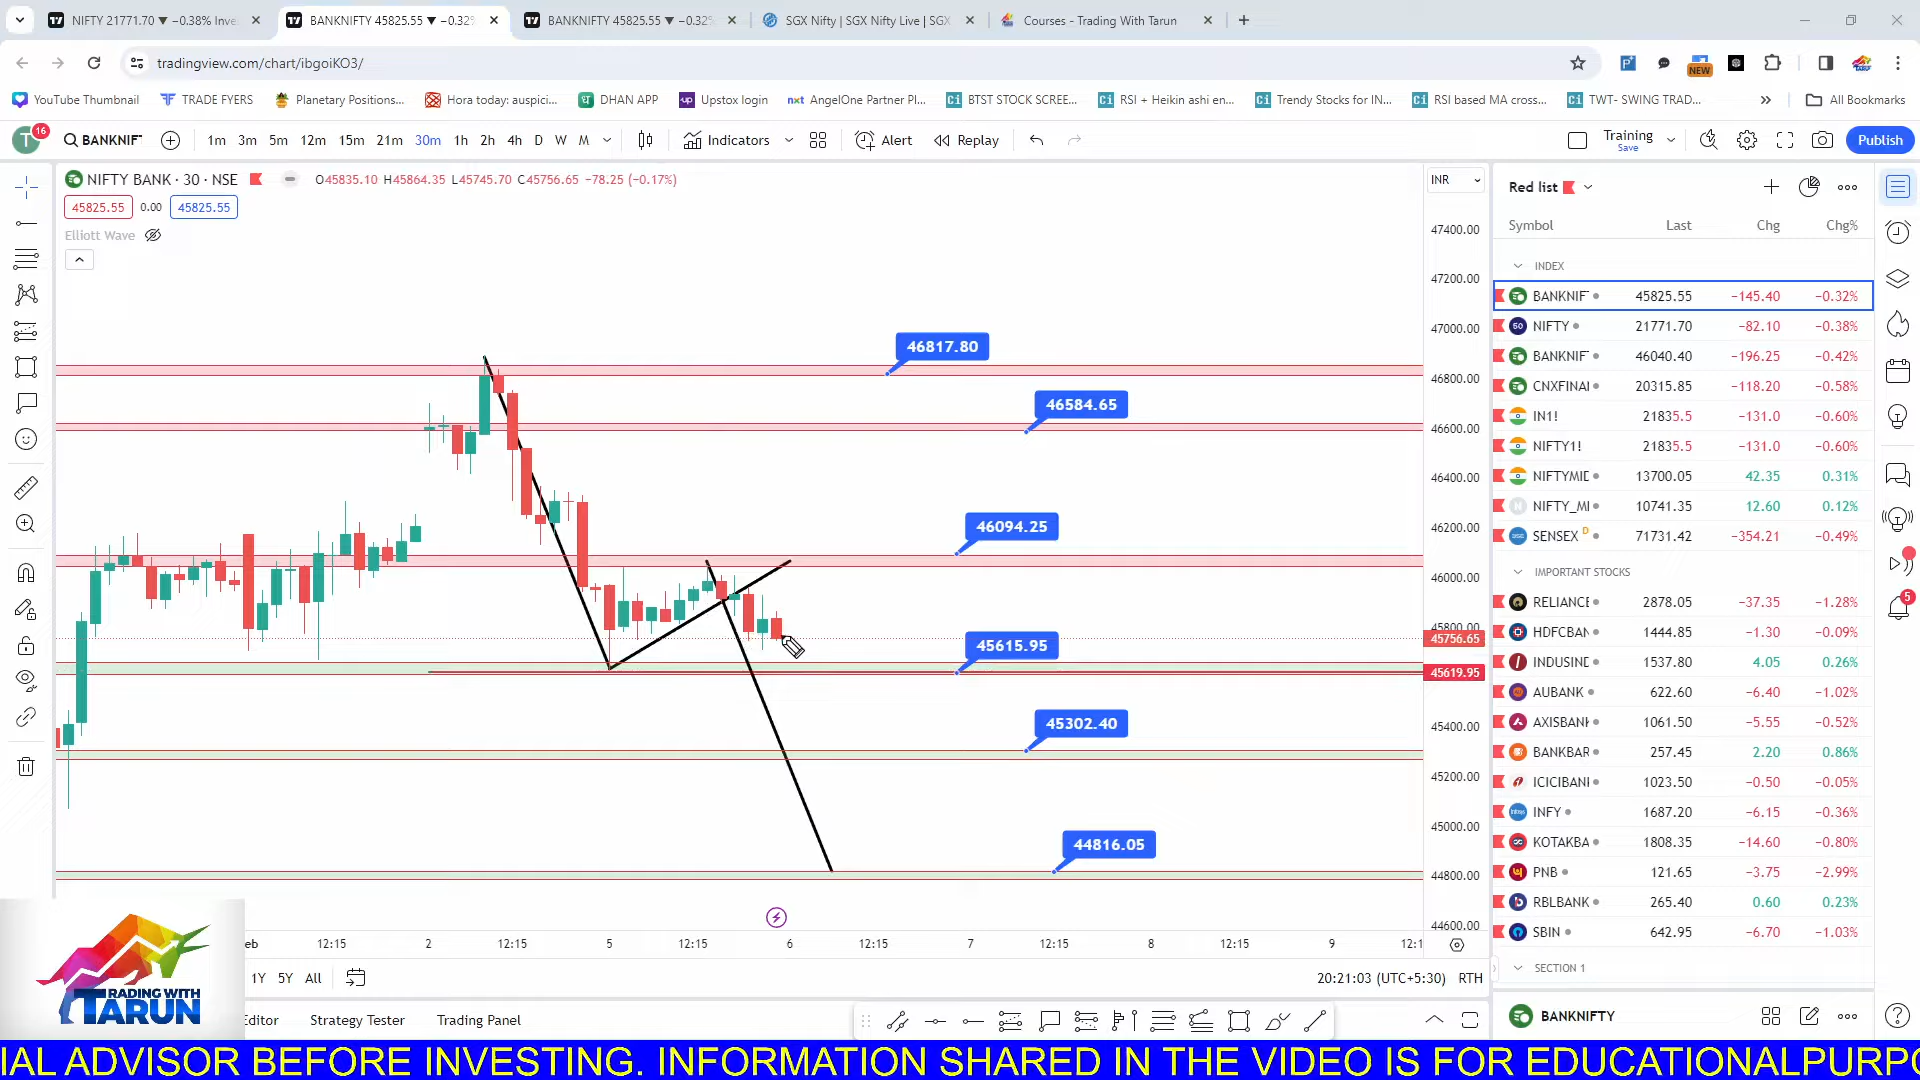 NIFTY 21771.70 ▼ −0.38% Inve
BANKNIFTY 45825.55 ▼ −0.32%
BANKNIFTY 45825.55 ▼ −0.32%
SGX Nifty | SGX Nifty Live | SGX
Courses - Trading With Tarun
tradingview.com/chart/ibgoiKO3/
NEW
YouTube Thumbnail
TRADE FYERS
Planetary Positions...
Hora today: auspici...
DHAN APP
Upstox login
AngelOne Partner Pl...
BTST STOCK SCREE...
RSI + Heikin ashi en...
Trendy Stocks for IN...
RSI based MA cross...
TWT- SWING TRAD...
All Bookmarks
T 16 BANKNIF 1m 3m 5m 12m 15m 21m 30m 1h 2h 4h D W M Indicators Alert Replay Training Save Publish
NIFTY BANK · 30 · NSE O45835.10 H45864.35 L45745.70 C45756.65 −78.25 (−0.17%)
45825.55 0.00 45825.55
Elliott Wave
INR
47400.00
47200.00
47000.00
46800.00
46600.00
46400.00
46200.00
46000.00
45800.00
45756.65
45619.95
45400.00
45200.00
45000.00
44800.00
44600.00
46817.80
46584.65
46094.25
45615.95
45302.40
44816.05
eb 12:15 2 12:15 5 12:15 6 12:15 7 12:15 8 12:15 9 12:1
1Y 5Y All 20:21:03 (UTC+5:30) RTH
Editor Strategy Tester Trading Panel
RADING WITH
TARUN
Red list
Symbol Last Chg Chg%
INDEX
BANKNIF 45825.55 −145.40 −0.32%
NIFTY 21771.70 −82.10 −0.38%
BANKNIF 46040.40 −196.25 −0.42%
CNXFINAI 20315.85 −118.20 −0.58%
IN1! 21835.5 −131.0 −0.60%
NIFTY1! 21835.5 −131.0 −0.60%
NIFTYMIC 13700.05 42.35 0.31%
NIFTY_MI 10741.35 12.60 0.12%
SENSEX D 71731.42 −354.21 −0.49%
IMPORTANT STOCKS
RELIANCE 2878.05 −37.35 −1.28%
HDFCBAN 1444.85 −1.30 −0.09%
INDUSINE 1537.80 4.05 0.26%
AUBANK 622.60 −6.40 −1.02%
AXISBANK 1061.50 −5.55 −0.52%
BANKBAR 257.45 2.20 0.86%
ICICIBANI 1023.50 −0.50 −0.05%
INFY 1687.20 −6.15 −0.36%
KOTAKBA 1808.35 −14.60 −0.80%
PNB 121.65 −3.75 −2.99%
RBLBANK 265.40 0.60 0.23%
SBIN 642.95 −6.70 −1.03%
SECTION 1
BANKNIFTY
5
IAL ADVISOR BEFORE INVESTING. INFORMATION SHARED IN THE VIDEO IS FOR EDUCATIONALPURPO